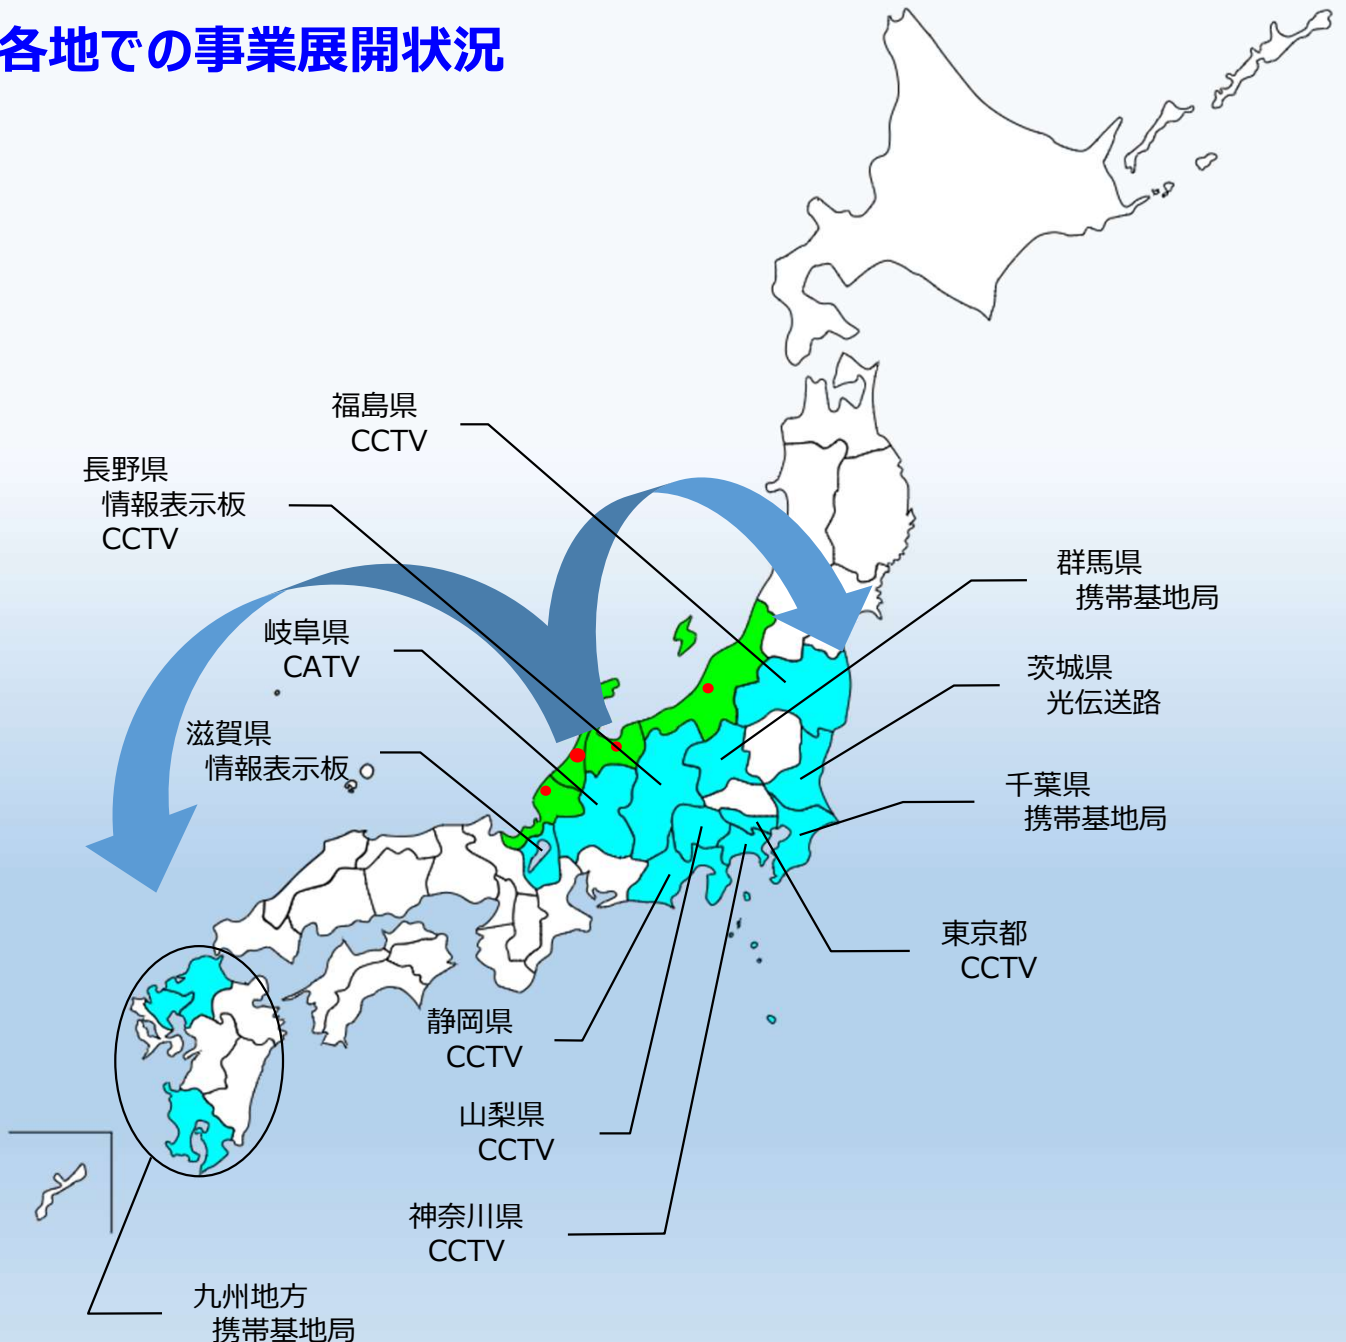 各地での事業展開状況
福島県
CCTV
長野県
情報表示板
CCTV
群馬県
携帯基地局
岐阜県
CATV
茨城県
光伝送路
滋賀県
情報表示板
千葉県
携帯基地局
東京都
CCTV
静岡県
CCTV
山梨県
CCTV
神奈川県
CCTV
九州地方
携帯基地局